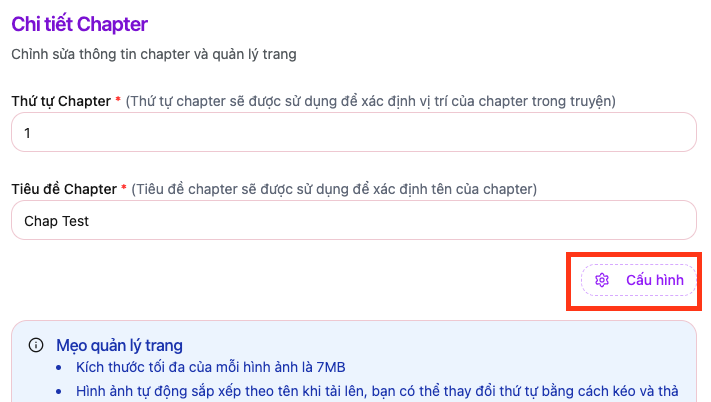 Chi tiết Chapter
Chỉnh sửa thông tin chapter và quản lý trang
Thứ tự Chapter * (Thứ tự chapter sẽ được sử dụng để xác định vị trí của chapter trong truyện)
1
Tiêu đề Chapter * (Tiêu đề chapter sẽ được sử dụng để xác định tên của chapter)
Chap Test
Cấu hình
Mẹo quản lý trang
• Kích thước tối đa của mỗi hình ảnh là 7MB
• Hình ảnh tự động sắp xếp theo tên khi tải lên, bạn có thể thay đổi thứ tự bằng cách kéo và thả